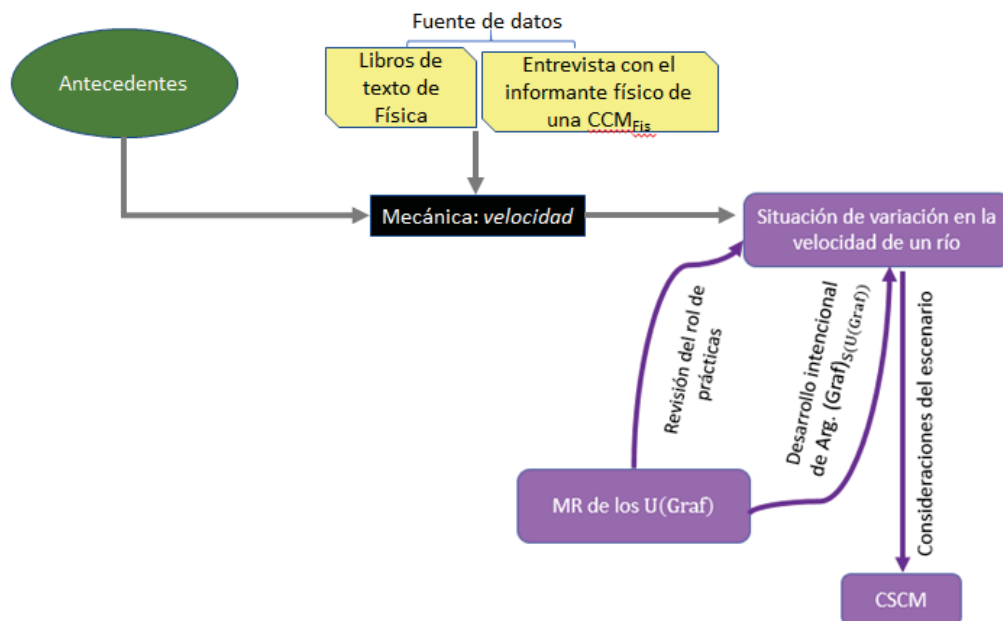 Fuente de datos
Antecedentes
Libros de
texto de
Física
Entrevista con el
informante físico de
una CCM_Fis
Mecánica: velocidad
Situación de variación en la
velocidad de un río
Revisión del rol de
prácticas
Desarrollo intencional
de Arg. (Graf)_S(U(Graf))
Consideraciones del escenario
MR de los U(Graf)
CSCM